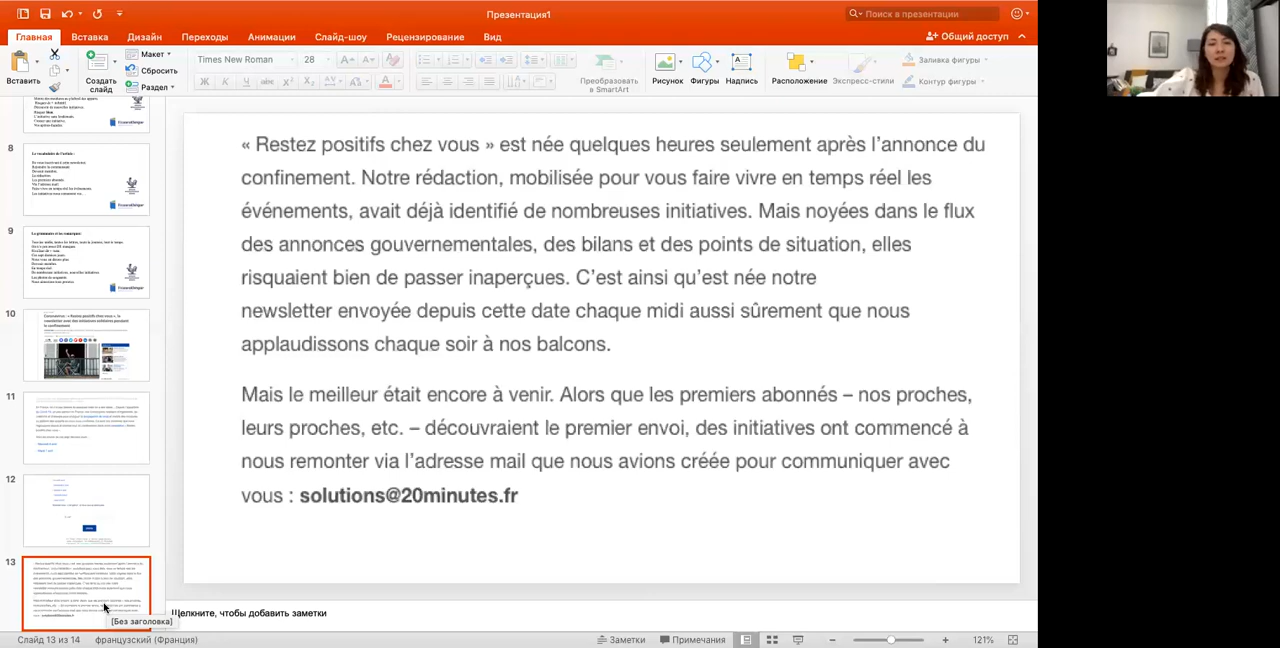 Презентация1
Поиск в презентации
Главная
Вставка
Дизайн
Переходы
Анимации
Слайд-шоу
Рецензирование
Вид
Общий доступ
Вставить
Создать слайд
Макет
Сбросить
Раздел
Times New Roman
28
Преобразовать в SmartArt
Рисунок
Фигуры
Надпись
Расположение
Экспресс-стили
Заливка фигуры
Контур фигуры
8
9
10
11
12
13
« Restez positifs chez vous » est née quelques heures seulement après l’annonce du
confinement. Notre rédaction, mobilisée pour vous faire vivre en temps réel les
événements, avait déjà identifié de nombreuses initiatives. Mais noyées dans le flux
des annonces gouvernementales, des bilans et des points de situation, elles
risquaient bien de passer inaperçues. C’est ainsi qu’est née notre
newsletter envoyée depuis cette date chaque midi aussi sûrement que nous
applaudissons chaque soir à nos balcons.
Mais le meilleur était encore à venir. Alors que les premiers abonnés – nos proches,
leurs proches, etc. – découvraient le premier envoi, des initiatives ont commencé à
nous remonter via l’adresse mail que nous avions créée pour communiquer avec
vous : solutions@20minutes.fr
[Без заголовка]
Щелкните, чтобы добавить заметки
Слайд 13 из 14
французский (Франция)
Заметки
Примечания
121%